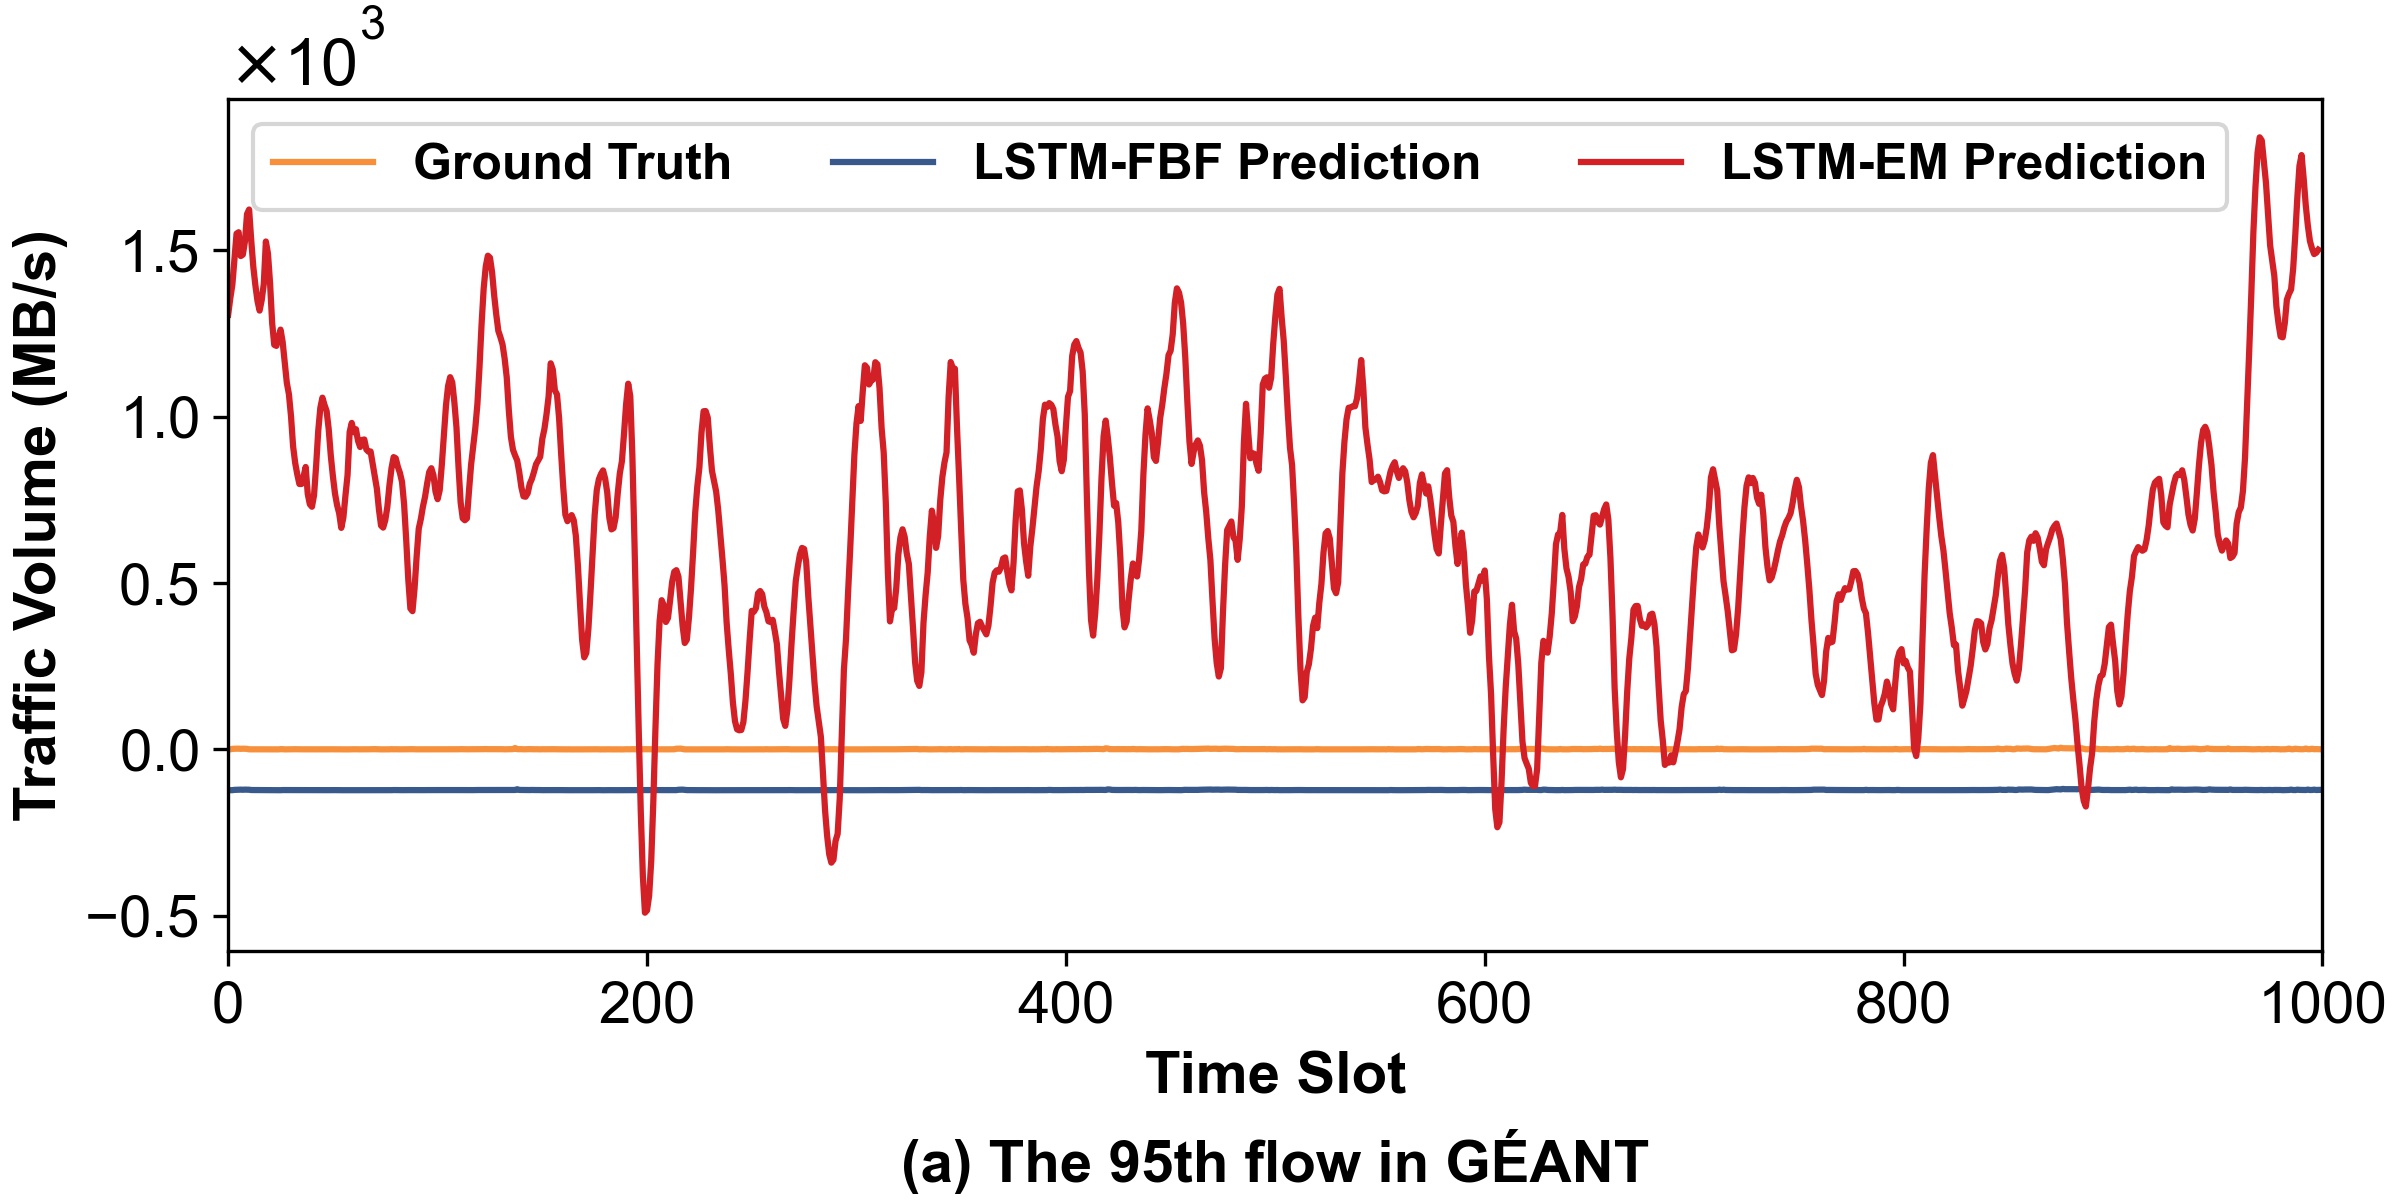 ×10³
Ground Truth LSTM-FBF Prediction LSTM-EM Prediction
Traffic Volume (MB/s)
1.5
1.0
0.5
0.0
−0.5
0 200 400 600 800 1000
Time Slot
(a) The 95th flow in GÉANT